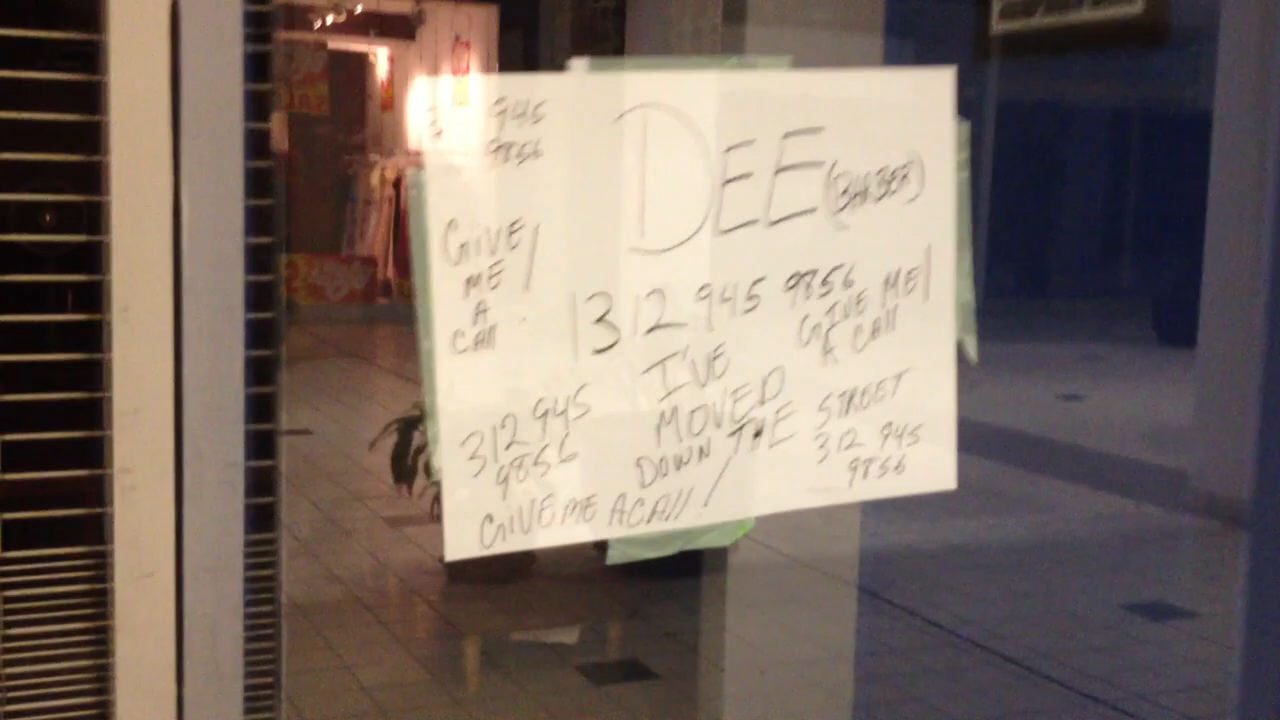 945
9856
DEE (BARBER)
GIVE
ME
A
CAll
1312 945 9856
GIVE ME!
A CAll
I'VE
MOVED
DOWN THE STREET
312 945
9856
312 945
9856
GIVE ME A CAll!